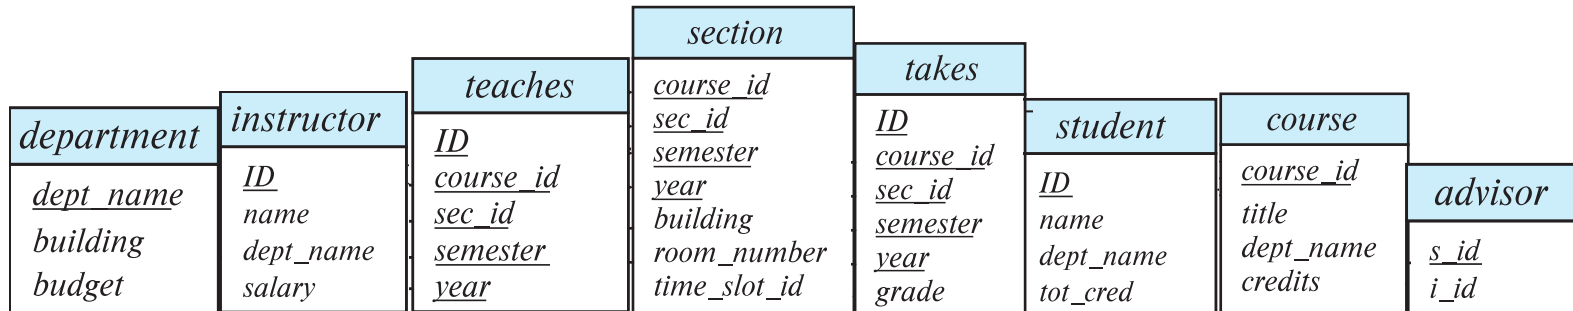 department
dept_name
building
budget
instructor
ID
name
dept_name
salary
teaches
ID
course_id
sec_id
semester
year
section
course_id
sec_id
semester
year
building
room_number
time_slot_id
takes
ID
course_id
sec_id
semester
year
grade
student
ID
name
dept_name
tot_cred
course
course_id
title
dept_name
credits
advisor
s_id
i_id